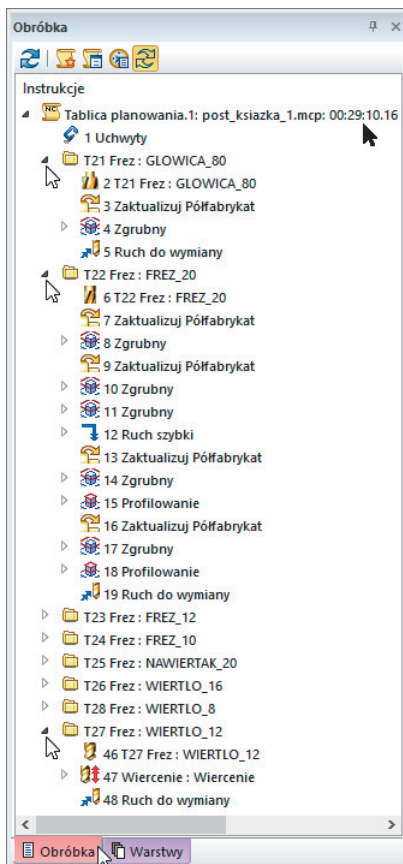 Obróbka
Instrukcje
NC Tablica planowania.1: post_ksiazka_1.mcp: 00:29:10.16
1 Uchwyty
T21 Frez : GLOWICA_80
2 T21 Frez : GLOWICA_80
3 Zaktualizuj Półfabrykat
4 Zgrubny
5 Ruch do wymiany
T22 Frez : FREZ_20
6 T22 Frez : FREZ_20
7 Zaktualizuj Półfabrykat
8 Zgrubny
9 Zaktualizuj Półfabrykat
10 Zgrubny
11 Zgrubny
12 Ruch szybki
13 Zaktualizuj Półfabrykat
14 Zgrubny
15 Profilowanie
16 Zaktualizuj Półfabrykat
17 Zgrubny
18 Profilowanie
19 Ruch do wymiany
T23 Frez : FREZ_12
T24 Frez : FREZ_10
T25 Frez : NAWIERTAK_20
T26 Frez : WIERTLO_16
T28 Frez : WIERTLO_8
T27 Frez : WIERTLO_12
46 T27 Frez : WIERTLO_12
47 Wiercenie : Wiercenie
48 Ruch do wymiany
Obróbka Warstwy